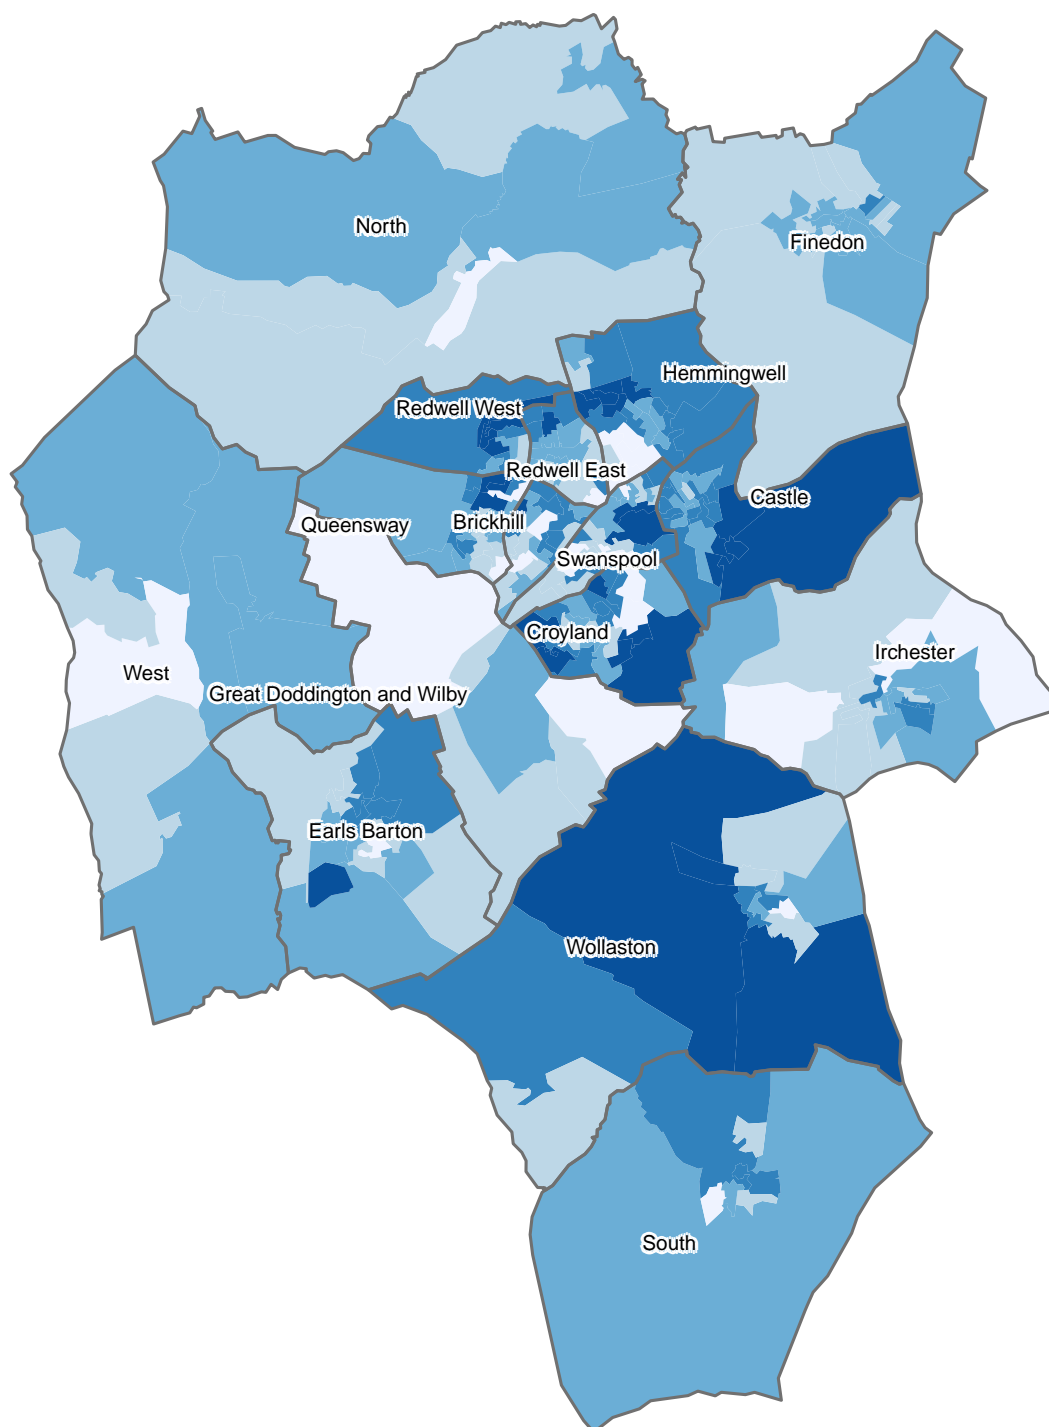 North
Finedon
Hemmingwell
Redwell West
Redwell East
Castle
Queensway
Brickhill
Swanspool
Croyland
Irchester
West
Great Doddington and Wilby
Earls Barton
Wollaston
South